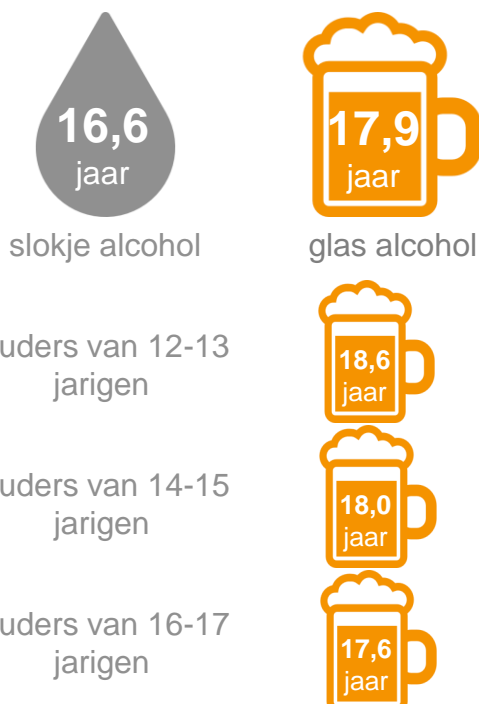 16,6
jaar
17,9
jaar
slokje alcohol
glas alcohol
uders van 12-13
jarigen
18,6
jaar
uders van 14-15
jarigen
18,0
jaar
uders van 16-17
jarigen
17,6
jaar